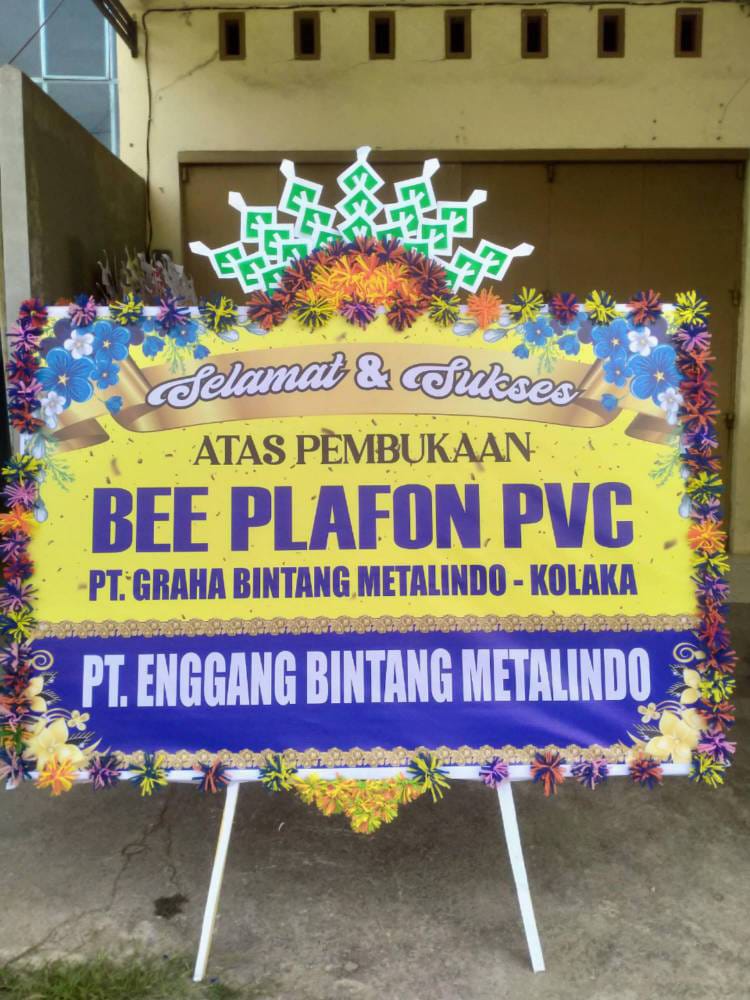 Selamat & Sukses
ATAS PEMBUKAAN
BEE PLAFON PVC
PT. GRAHA BINTANG METALINDO - KOLAKA
PT. ENGGANG BINTANG METALINDO